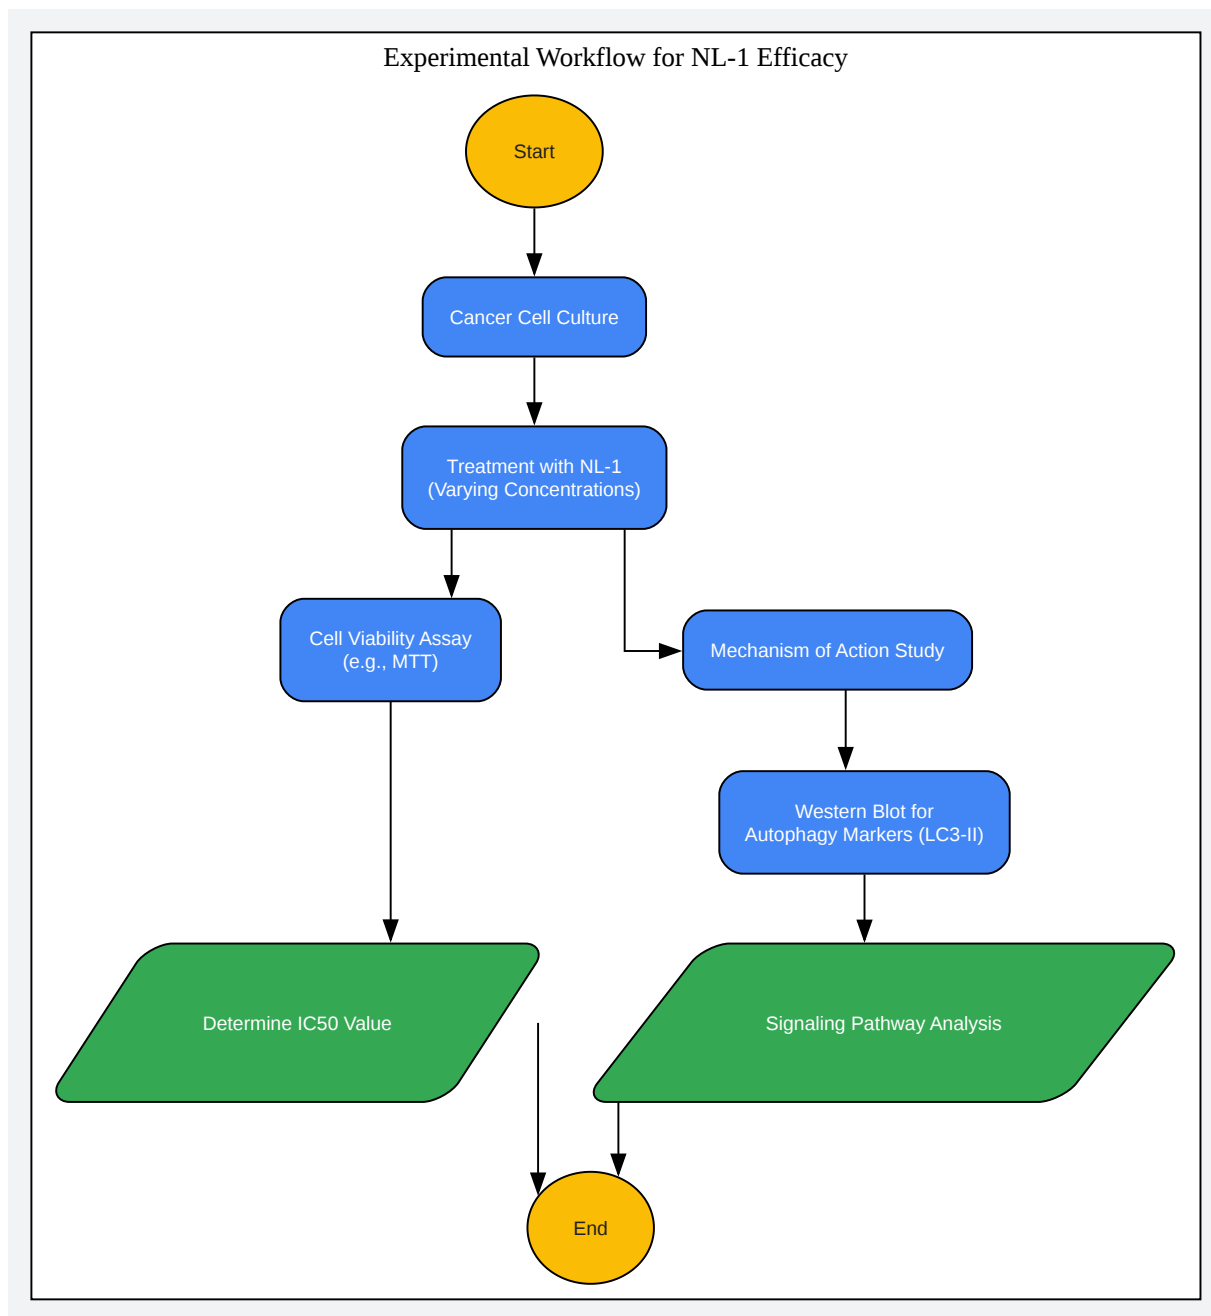 Experimental Workflow for NL-1 Efficacy
Start
Cancer Cell Culture
Treatment with NL-1
(Varying Concentrations)
Cell Viability Assay
(e.g., MTT)
Mechanism of Action Study
Western Blot for
Autophagy Markers (LC3-II)
Determine IC50 Value
Signaling Pathway Analysis
End